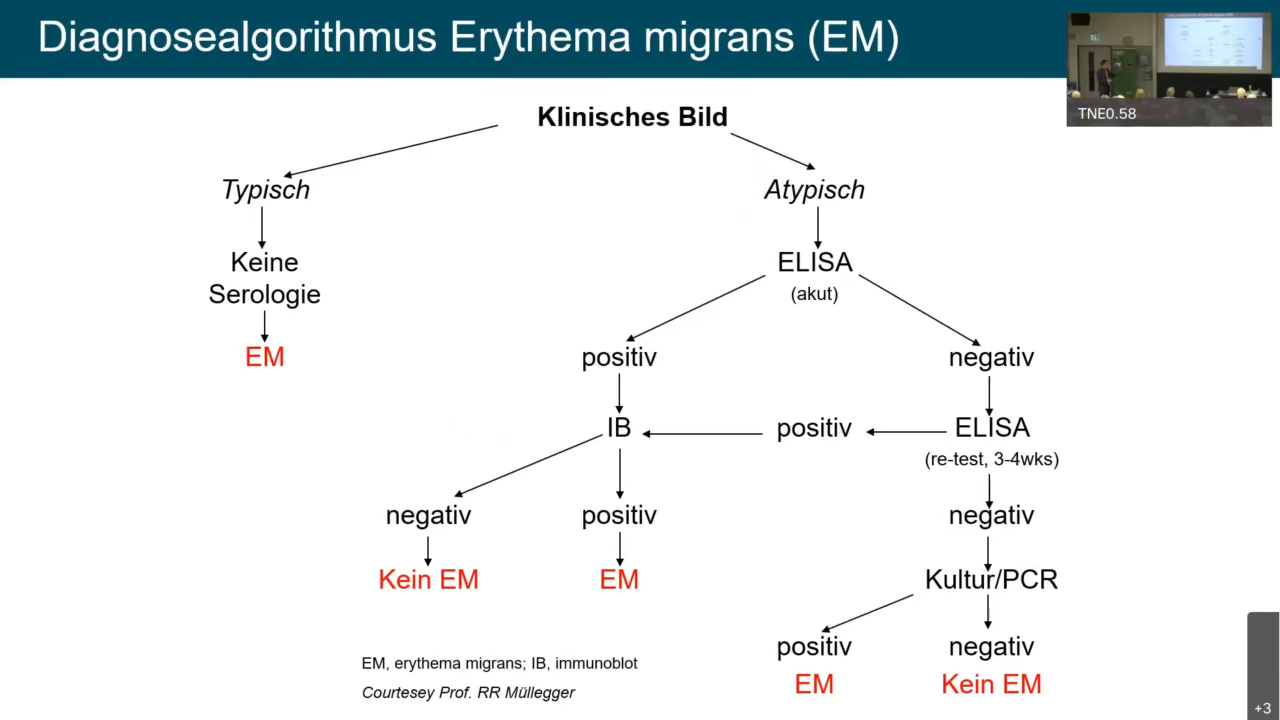 Diagnosealgorithmus Erythema migrans (EM)
TNE0.58
Klinisches Bild
Typisch
Atypisch
Keine
Serologie
ELISA
(akut)
EM
positiv
negativ
IB
positiv
ELISA
(re-test, 3-4wks)
negativ
positiv
negativ
Kein EM
EM
Kultur/PCR
positiv
negativ
EM
Kein EM
EM, erythema migrans; IB, immunoblot
Courtesey Prof. RR Müllegger
+3